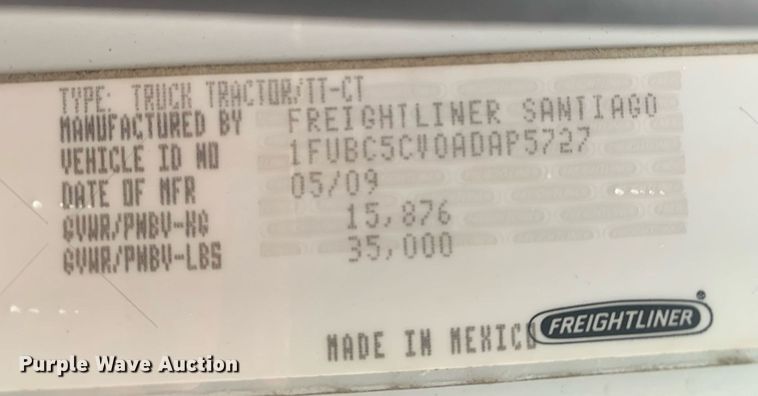 TYPE: TRUCK TRACTOR/TT-CT
MANUFACTURED BY FREIGHTLINER SANTIAGO
VEHICLE ID NO 1FUBC5CV0ADAP5727
DATE OF MFR 05/09
GVWR/PNBV-KG 15,876
GVWR/PNBV-LBS 35,000
MADE IN MEXICO FREIGHTLINER
Purple Wave Auction